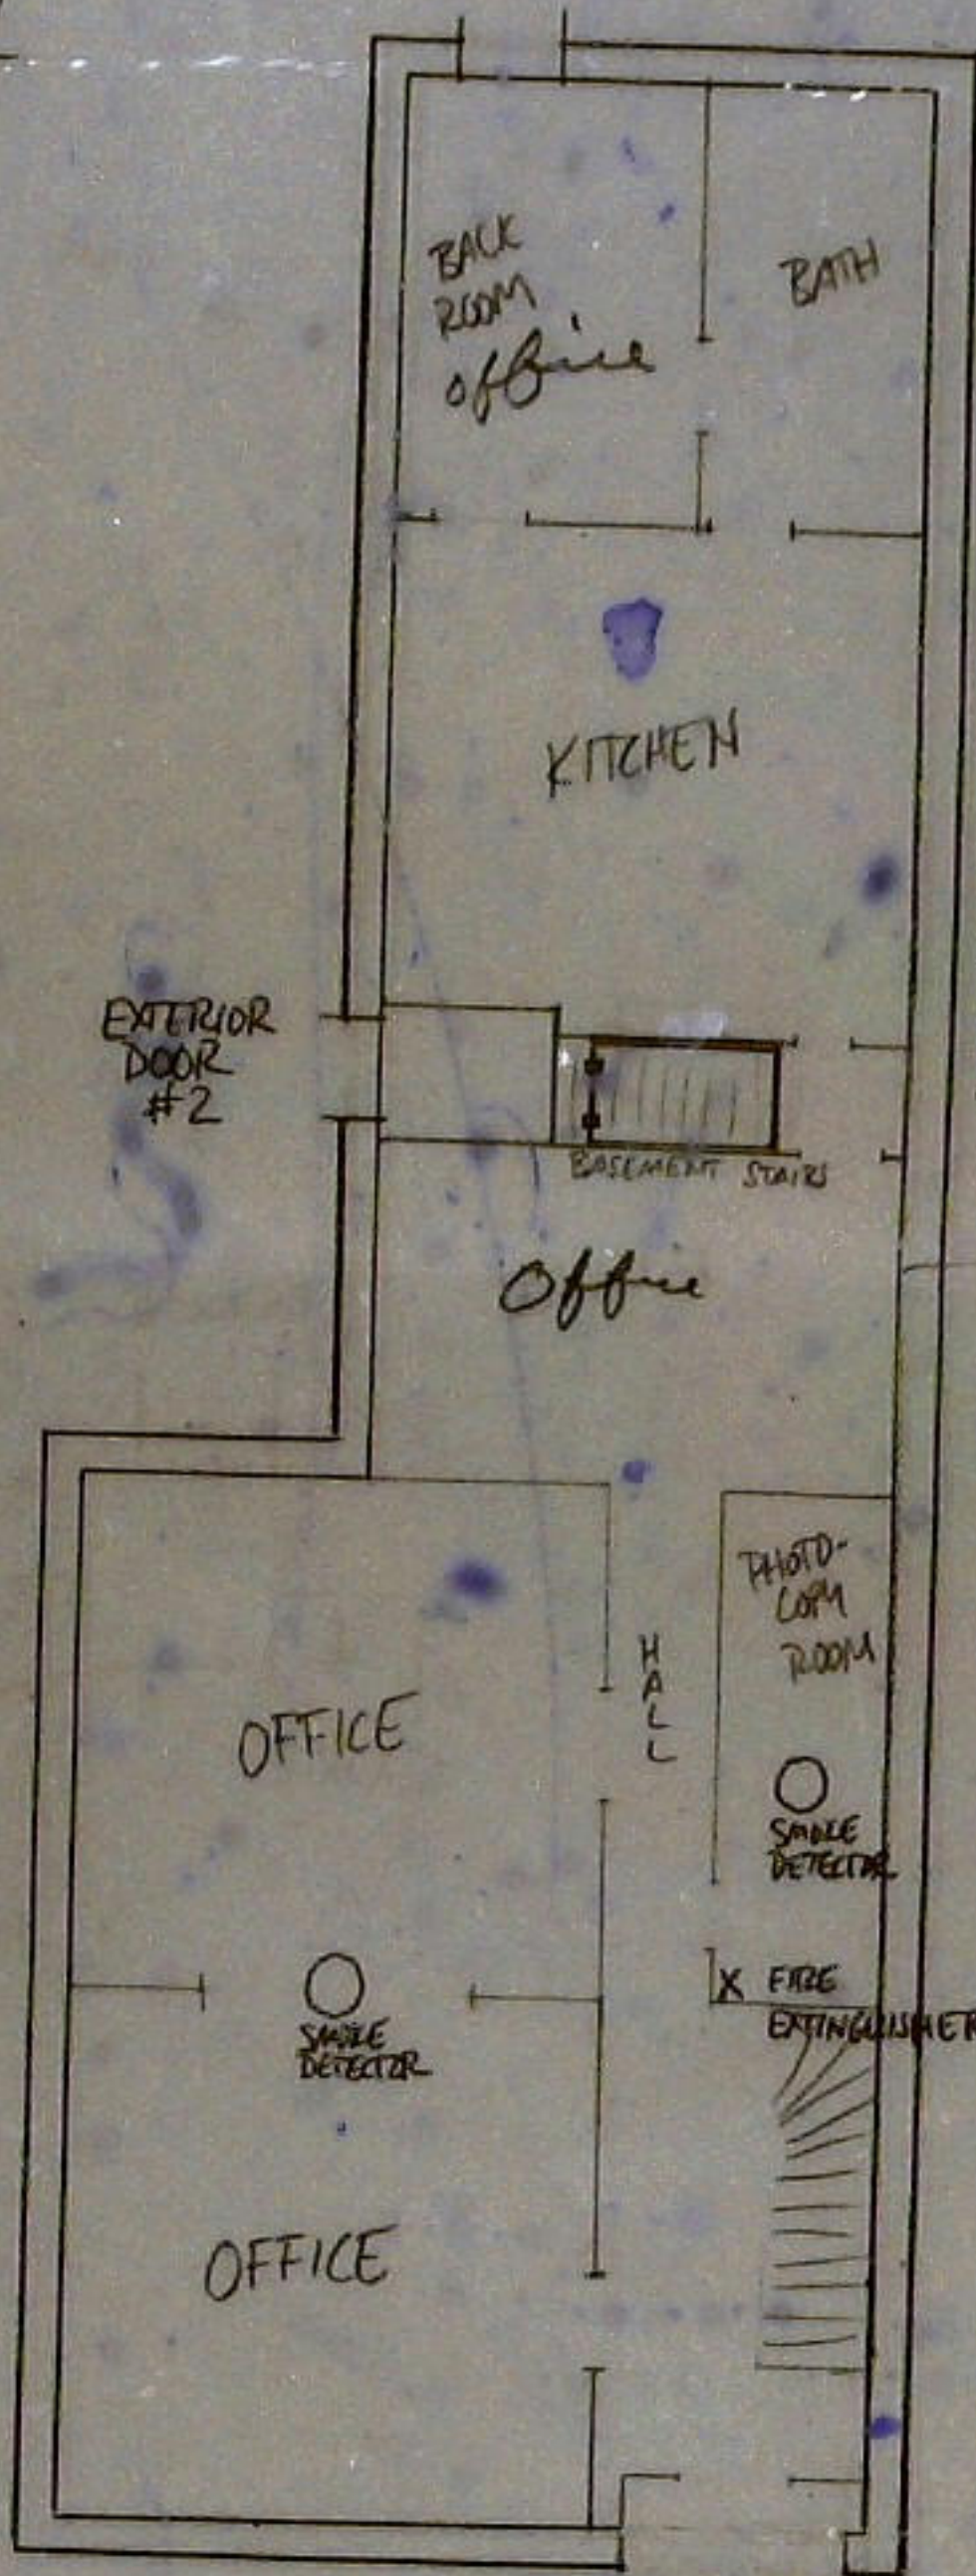 BACK
ROOM
office
BATH
KITCHEN
EXTERIOR
DOOR
#2
BASEMENT STAIRS
Office
PHOTO-
COPY
ROOM
HALL
OFFICE
SMOKE
DETECTOR
X FIRE
EXTINGUISHER
SMOKE
DETECTOR
OFFICE